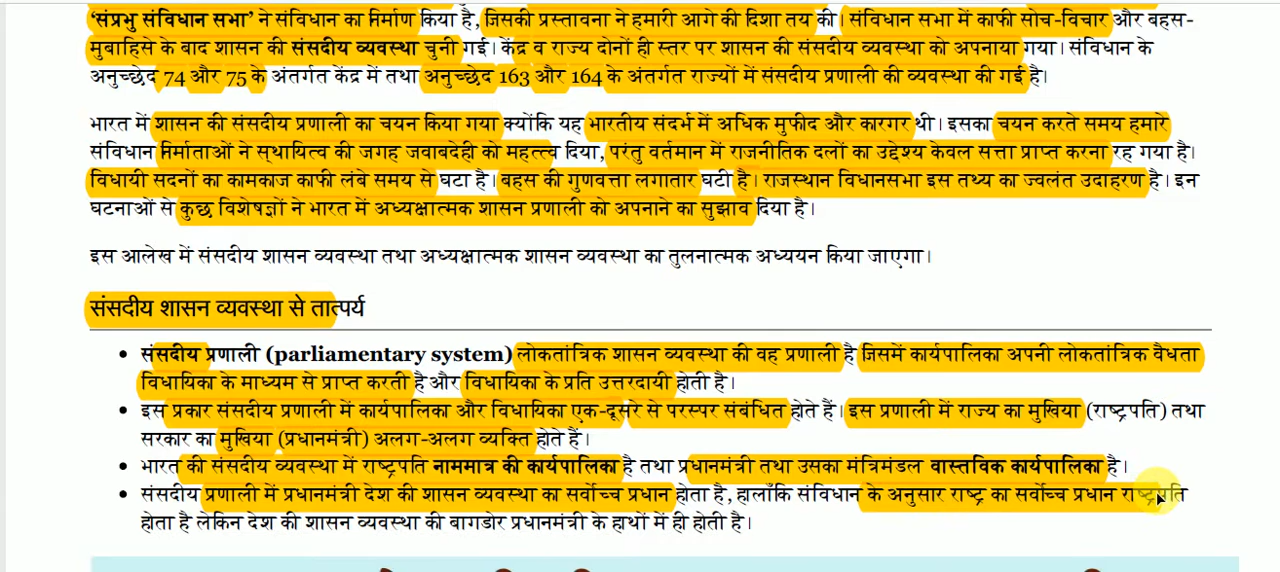 ‘संप्रभु संविधान सभा’ ने संविधान का निर्माण किया है, जिसकी प्रस्तावना ने हमारी आगे की दिशा तय की। संविधान सभा में काफी सोच-विचार और बहस-
मुबाहिसे के बाद शासन की संसदीय व्यवस्था चुनी गई। केंद्र व राज्य दोनों ही स्तर पर शासन की संसदीय व्यवस्था को अपनाया गया। संविधान के
अनुच्छेद 74 और 75 के अंतर्गत केंद्र में तथा अनुच्छेद 163 और 164 के अंतर्गत राज्यों में संसदीय प्रणाली की व्यवस्था की गई है।
भारत में शासन की संसदीय प्रणाली का चयन किया गया क्योंकि यह भारतीय संदर्भ में अधिक मुफीद और कारगर थी। इसका चयन करते समय हमारे
संविधान निर्माताओं ने स्थायित्व की जगह जवाबदेही को महत्त्व दिया, परंतु वर्तमान में राजनीतिक दलों का उद्देश्य केवल सत्ता प्राप्त करना रह गया है।
विधायी सदनों का कामकाज काफी लंबे समय से घटा है। बहस की गुणवत्ता लगातार घटी है। राजस्थान विधानसभा इस तथ्य का ज्वलंत उदाहरण है। इन
घटनाओं से कुछ विशेषज्ञों ने भारत में अध्यक्षात्मक शासन प्रणाली को अपनाने का सुझाव दिया है।
इस आलेख में संसदीय शासन व्यवस्था तथा अध्यक्षात्मक शासन व्यवस्था का तुलनात्मक अध्ययन किया जाएगा।
संसदीय शासन व्यवस्था से तात्पर्य
• संसदीय प्रणाली (parliamentary system) लोकतांत्रिक शासन व्यवस्था की वह प्रणाली है जिसमें कार्यपालिका अपनी लोकतांत्रिक वैधता
विधायिका के माध्यम से प्राप्त करती है और विधायिका के प्रति उत्तरदायी होती है।
• इस प्रकार संसदीय प्रणाली में कार्यपालिका और विधायिका एक-दूसरे से परस्पर संबंधित होते हैं। इस प्रणाली में राज्य का मुखिया (राष्ट्रपति) तथा
सरकार का मुखिया (प्रधानमंत्री) अलग-अलग व्यक्ति होते हैं।
• भारत की संसदीय व्यवस्था में राष्ट्रपति नाममात्र की कार्यपालिका है तथा प्रधानमंत्री तथा उसका मंत्रिमंडल वास्तविक कार्यपालिका है।
• संसदीय प्रणाली में प्रधानमंत्री देश की शासन व्यवस्था का सर्वोच्च प्रधान होता है, हालाँकि संविधान के अनुसार राष्ट्र का सर्वोच्च प्रधान राष्ट्रपति
होता है लेकिन देश की शासन व्यवस्था की बागडोर प्रधानमंत्री के हाथों में ही होती है।